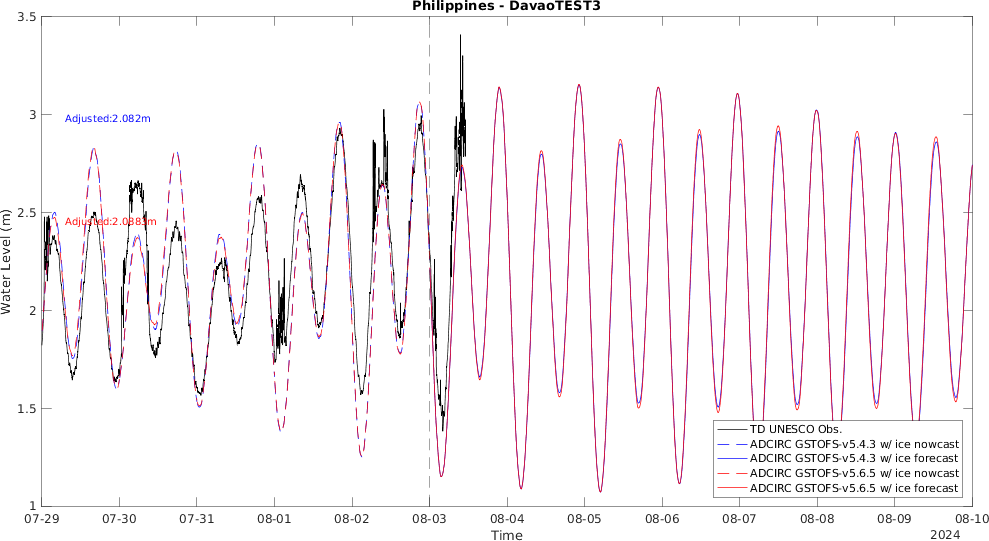 Philippines - DavaoTEST3
3.5
3
2.5
2
1.5
1
Water Level (m)
Adjusted:2.082m
Adjusted:2.0383m
TD UNESCO Obs.
ADCIRC GSTOFS-v5.4.3 w/ ice nowcast
ADCIRC GSTOFS-v5.4.3 w/ ice forecast
ADCIRC GSTOFS-v5.6.5 w/ ice nowcast
ADCIRC GSTOFS-v5.6.5 w/ ice forecast
07-29 07-30 07-31 08-01 08-02 08-03 08-04 08-05 08-06 08-07 08-08 08-09 08-10
Time
2024